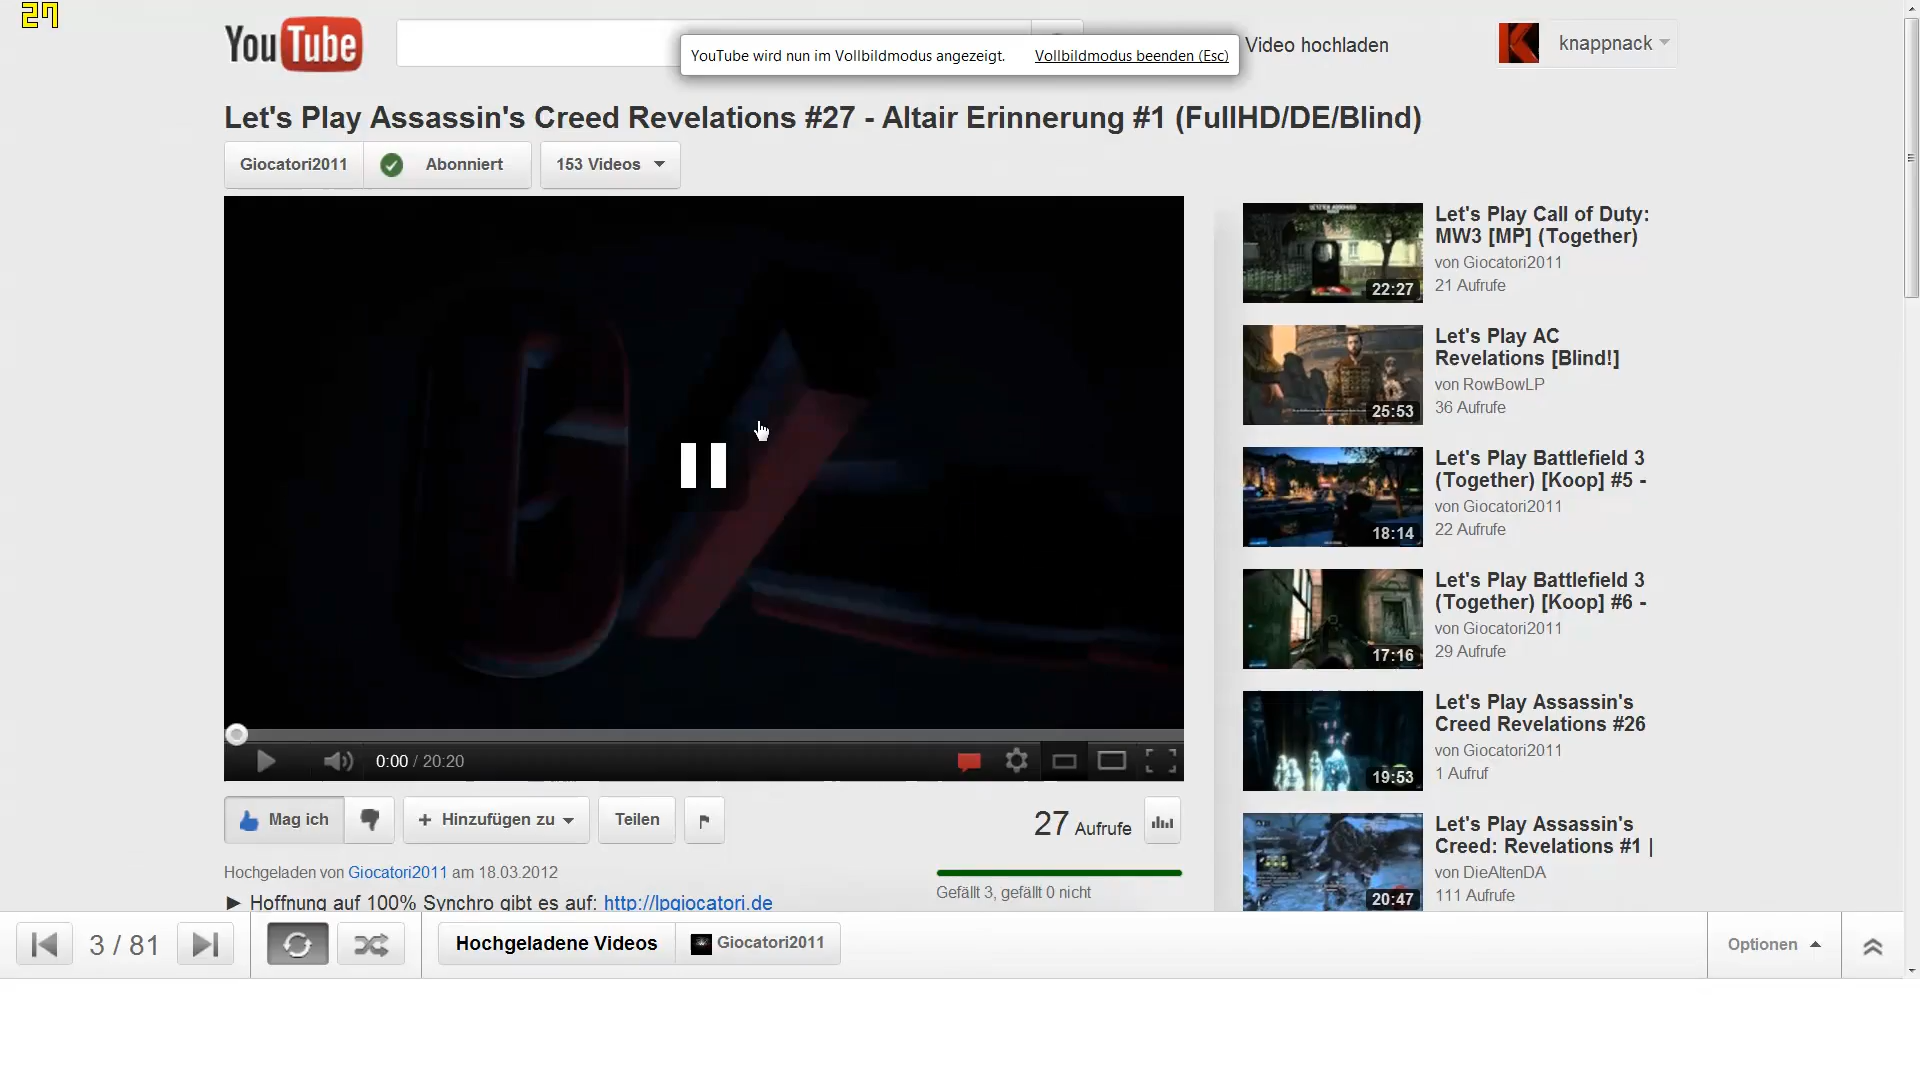 27
YouTube
YouTube wird nun im Vollbildmodus angezeigt. Vollbildmodus beenden (Esc)
Video hochladen
knappnack
Let's Play Assassin's Creed Revelations #27 - Altair Erinnerung #1 (FullHD/DE/Blind)
Giocatori2011 Abonniert 153 Videos
0:00 / 20:20
Mag ich Hinzufügen zu Teilen 27 Aufrufe
Hochgeladen von Giocatori2011 am 18.03.2012
Gefällt 3, gefällt 0 nicht
► Hoffnung auf 100% Synchro gibt es auf: http://lpgiocatori.de
22:27
Let's Play Call of Duty:
MW3 [MP] (Together)
von Giocatori2011
21 Aufrufe
25:53
Let's Play AC
Revelations [Blind!]
von RowBowLP
36 Aufrufe
18:14
Let's Play Battlefield 3
(Together) [Koop] #5 -
von Giocatori2011
22 Aufrufe
17:16
Let's Play Battlefield 3
(Together) [Koop] #6 -
von Giocatori2011
29 Aufrufe
19:53
Let's Play Assassin's
Creed Revelations #26
von Giocatori2011
1 Aufruf
20:47
Let's Play Assassin's
Creed: Revelations #1 |
von DieAltenDA
111 Aufrufe
3 / 81
Hochgeladene Videos Giocatori2011
Optionen